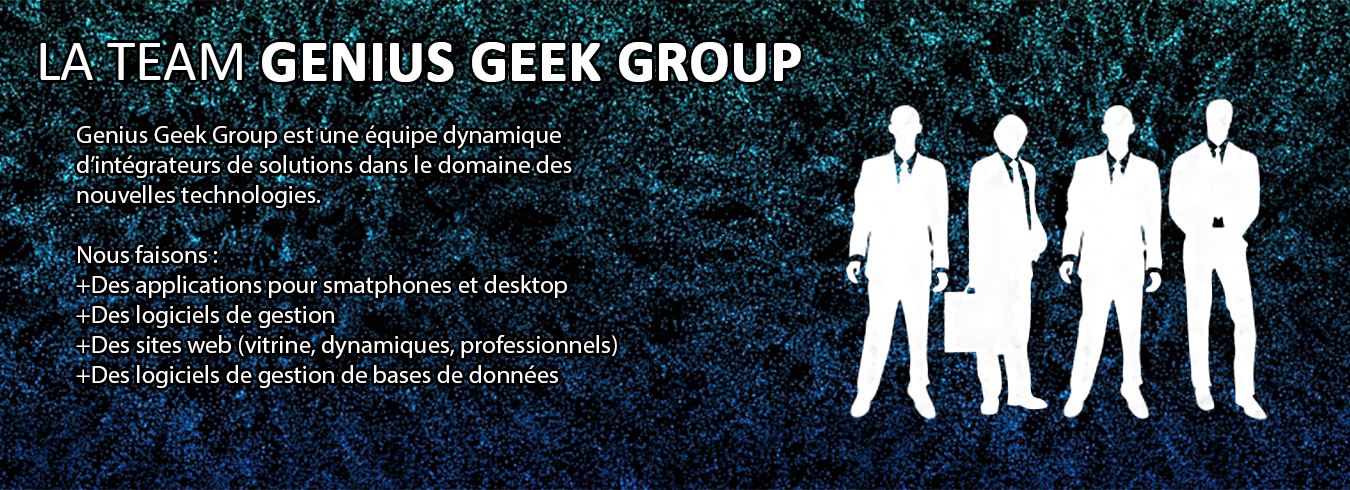 LA TEAM GENIUS GEEK GROUP
Genius Geek Group est une équipe dynamique
d'intégrateurs de solutions dans le domaine des
nouvelles technologies.
Nous faisons :
+Des applications pour smatphones et desktop
+Des logiciels de gestion
+Des sites web (vitrine, dynamiques, professionnels)
+Des logiciels de gestion de bases de données